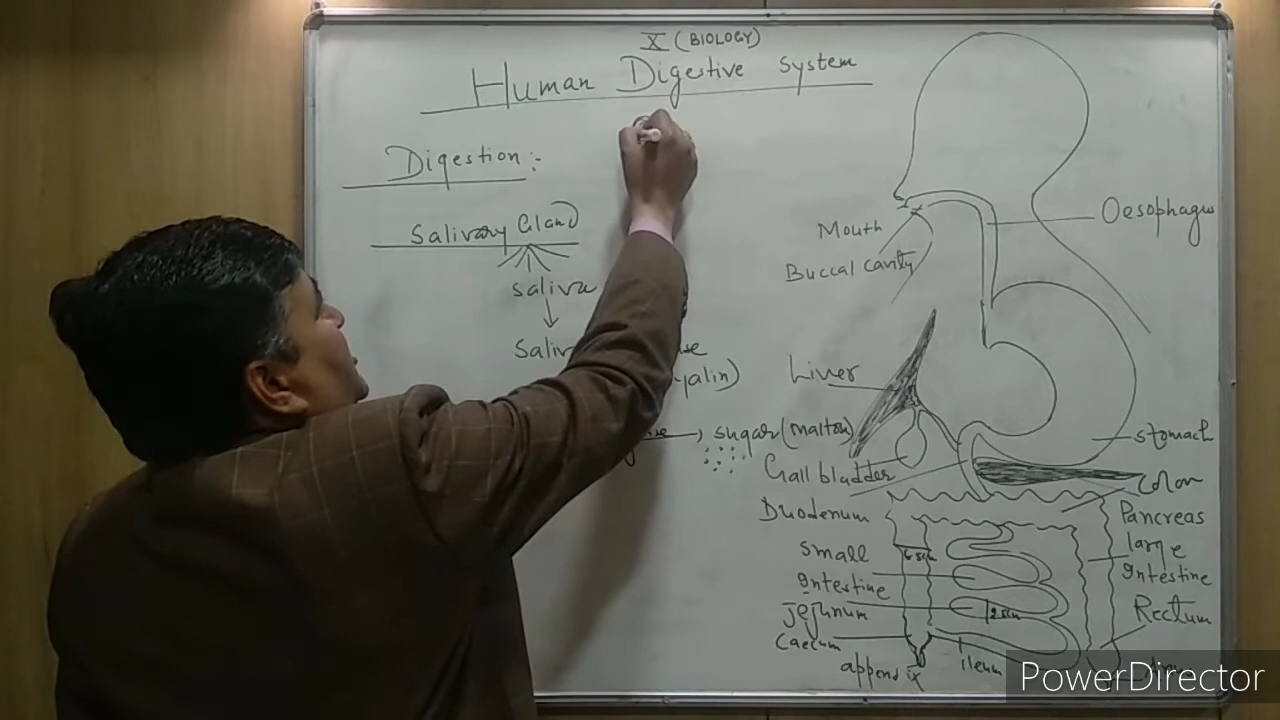 X (BIOLOGY)
Human Digestive System
Digestion :-
Salivary Gland
saliva
Saliv
yalin)
sugar (Maltose)
Mouth
Buccal cavity
Oesophagus
Liver
Gall bladder
Duodenum
small
Intestine
Jejunum
Caecum
appendix
ileum
stomach
Colon
Pancreas
large
Intestine
Rectum
PowerDirector